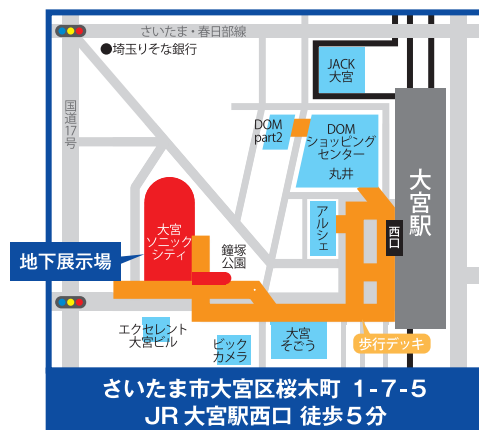 さいたま・春日部線
●埼玉りそな銀行
JACK
大宮
国道17号
DOM
part2
DOM
ショッピング
センター
丸井
大宮駅
大宮
ソニック
シティ
アルシェ
西口
鐘塚
公園
地下展示場
エクセレント
大宮ビル
ビック
カメラ
大宮
そごう
歩行デッキ
さいたま市大宮区桜木町 1-7-5
JR大宮駅西口 徒歩5分